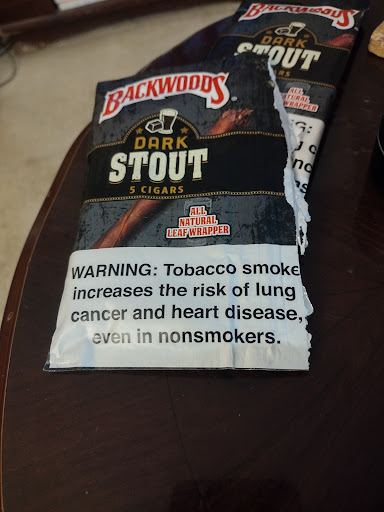 BACKWOODS
DARK
STOUT
5 CIGARS
ALL
NATURAL
LEAF WRAPPER
WARNING: Tobacco smoke
increases the risk of lung
cancer and heart disease,
even in nonsmokers.
BACKWOODS
DARK
STOUT
ARS
ALL
NATURAL
WRAPPER